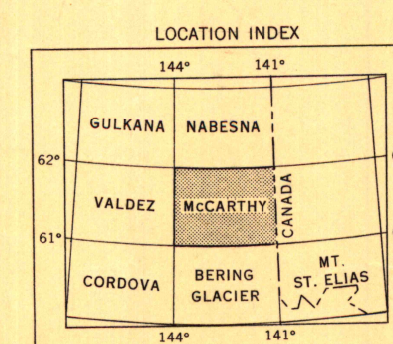 LOCATION INDEX
144° 141°
GULKANA NABESNA
62°
VALDEZ McCARTHY CANADA
61°
CORDOVA BERING GLACIER MT. ST. ELIAS
144° 141°